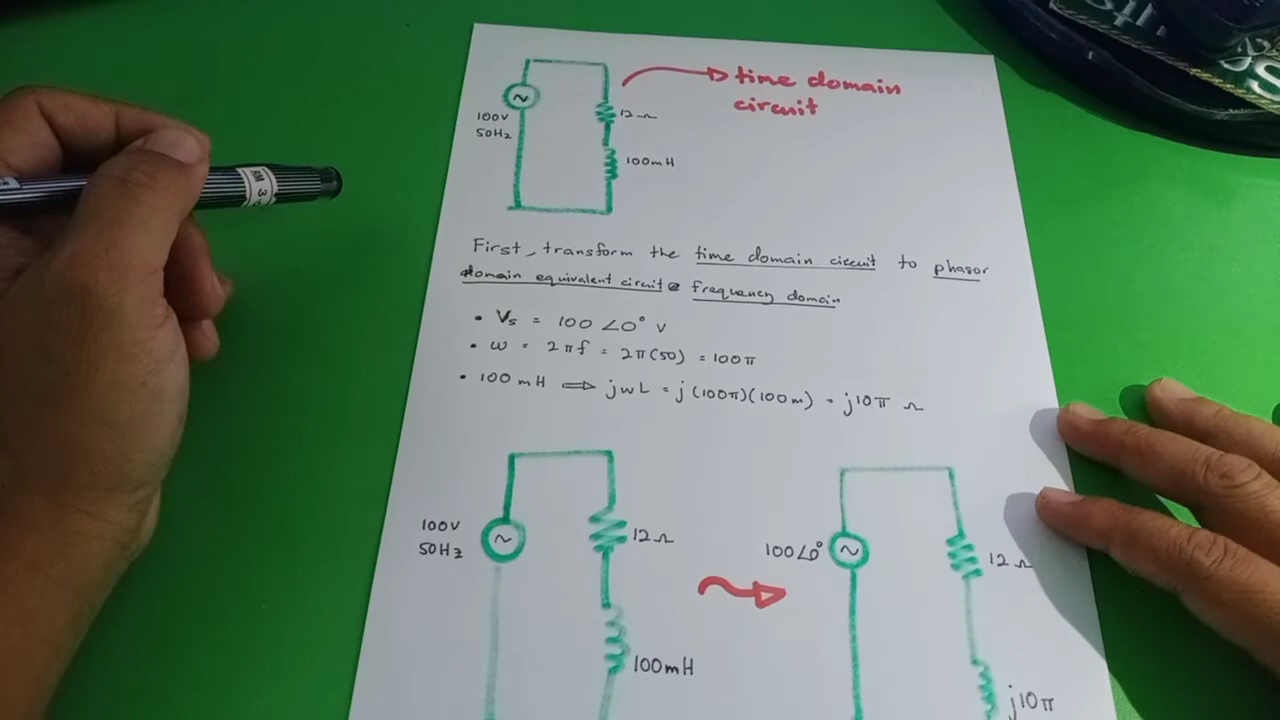 time domain
circuit
100V
50Hz
12Ω
100mH
First, transform the time domain circuit to phasor
domain equivalent circuit @ frequency domain
• Vs = 100 ∠0° V
• ω = 2πf = 2π(50) = 100π
• 100 mH ⟹ jωL = j(100π)(100m) = j10π Ω
100V
50Hz
12Ω
100mH
100∠0°
12Ω
j10π
RM 3.